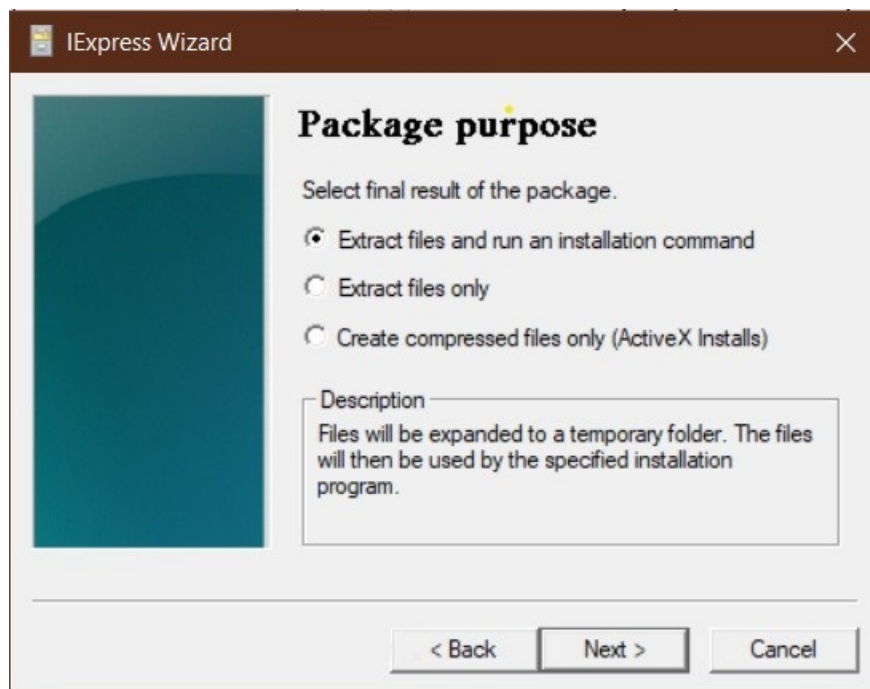 IExpress Wizard
Package purpose
Select final result of the package.
Extract files and run an installation command
Extract files only
Create compressed files only (ActiveX Installs)
Description
Files will be expanded to a temporary folder. The files
will then be used by the specified installation
program.
< Back
Next >
Cancel